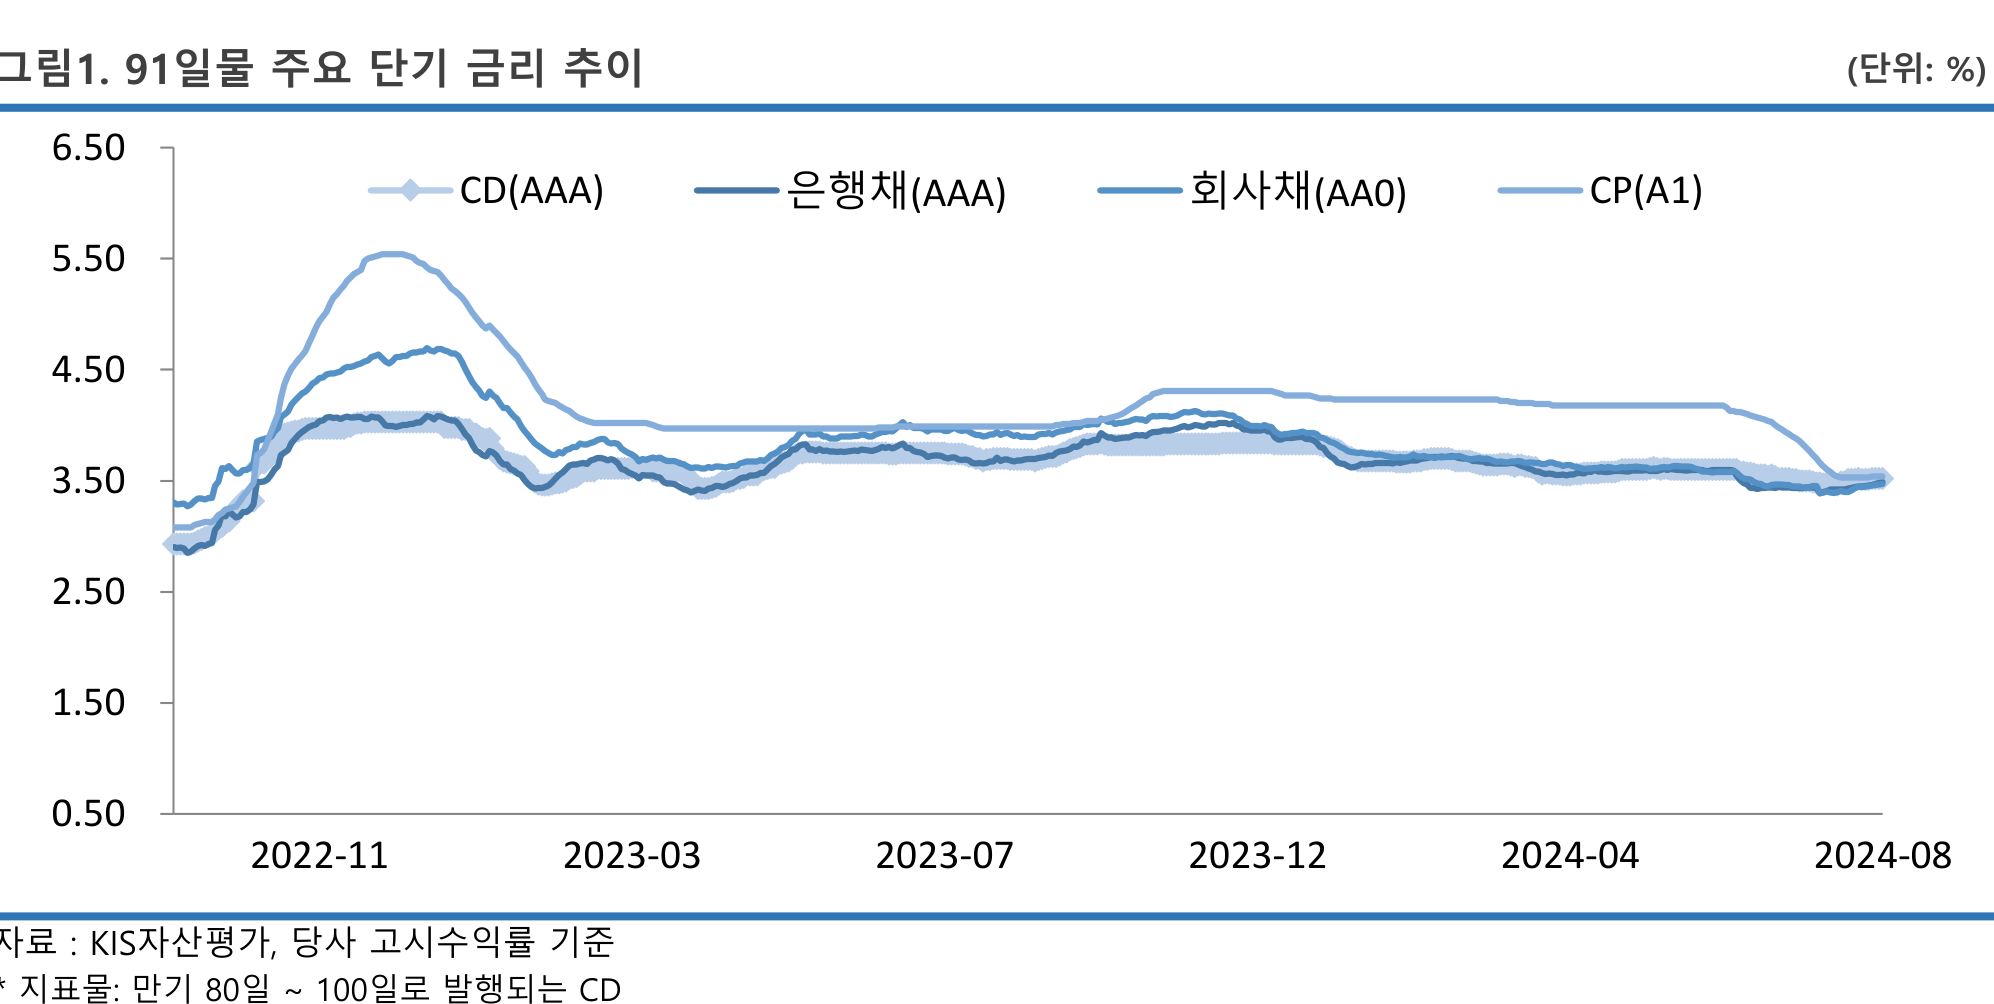 그림1. 91일물 주요 단기 금리 추이 (단위: %)
6.50
CD(AAA) 은행채(AAA) 회사채(AA0) CP(A1)
5.50
4.50
3.50
2.50
1.50
0.50
2022-11 2023-03 2023-07 2023-12 2024-04 2024-08
자료 : KIS자산평가, 당사 고시수익률 기준
* 지표물: 만기 80일 ~ 100일로 발행되는 CD